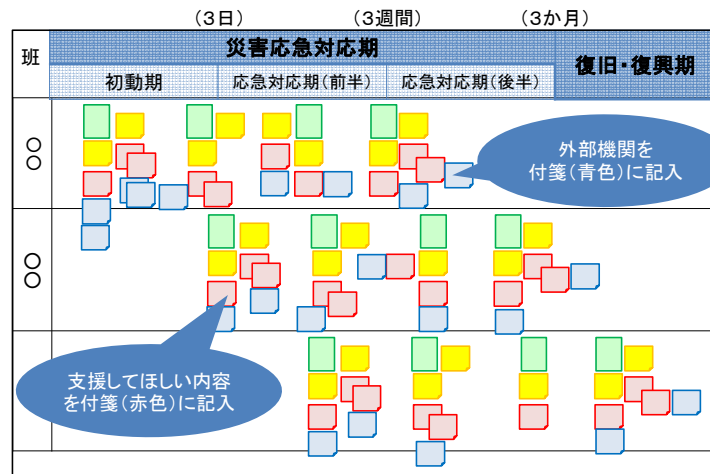 （３日）　（３週間）　（３か月）
班
災害応急対応期
復旧・復興期
初動期　応急対応期（前半）　応急対応期（後半）
○
○
外部機関を
付箋（青色）に記入
○
○
支援してほしい内容
を付箋（赤色）に記入